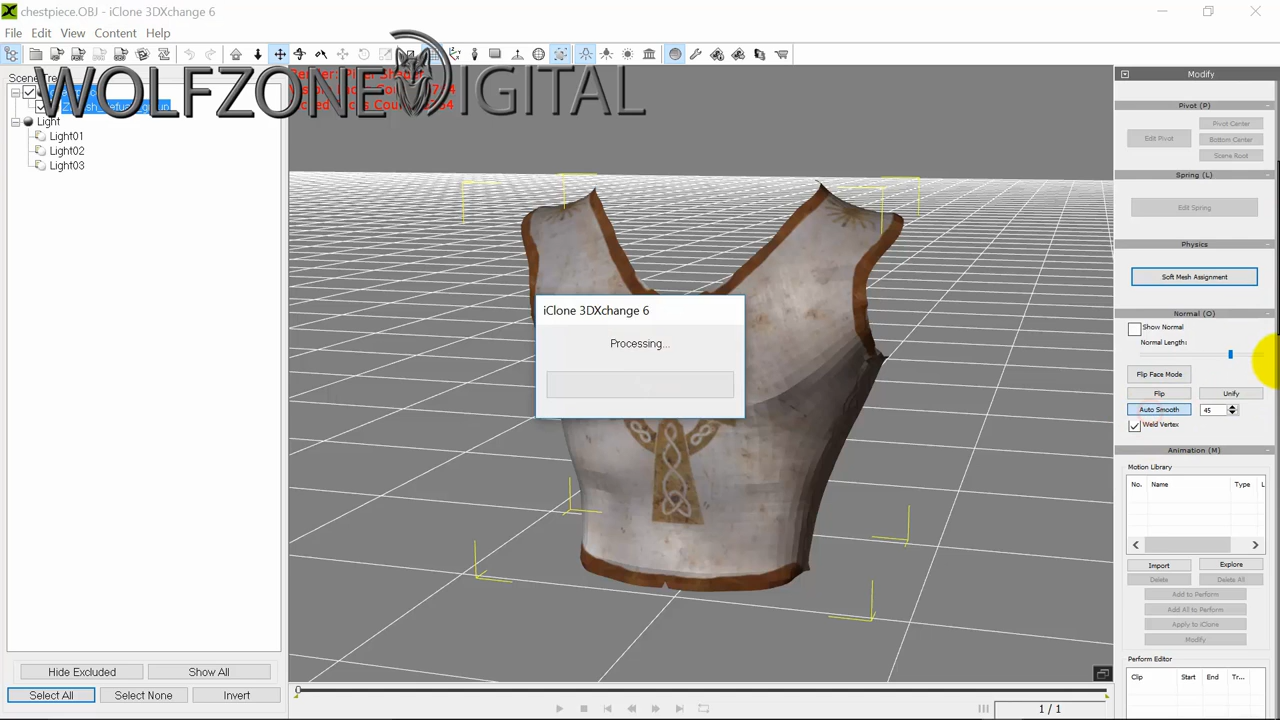 chestpiece.OBJ - iClone 3DXchange 6
File Edit View Content Help
WOLFZONE DIGITAL
Light
Light01
Light02
Light03
Hide Excluded Show All
Select All Select None Invert
iClone 3DXchange 6
Processing...
1 / 1
Modify
Pivot (P)
Edit Pivot
Pivot Center
Bottom Center
Scene Root
Spring (L)
Edit Spring
Physics
Soft Mesh Assignment
Normal (O)
Show Normal
Normal Length:
Flip Face Mode
Flip Unify
Auto Smooth 45
Weld Vertex
Animation (M)
Motion Library
No. Name Type L
Import Explore
Delete Delete All
Add to Perform
Add All to Perform
Apply to iClone
Modify
Perform Editor
Clip Start End Tr...